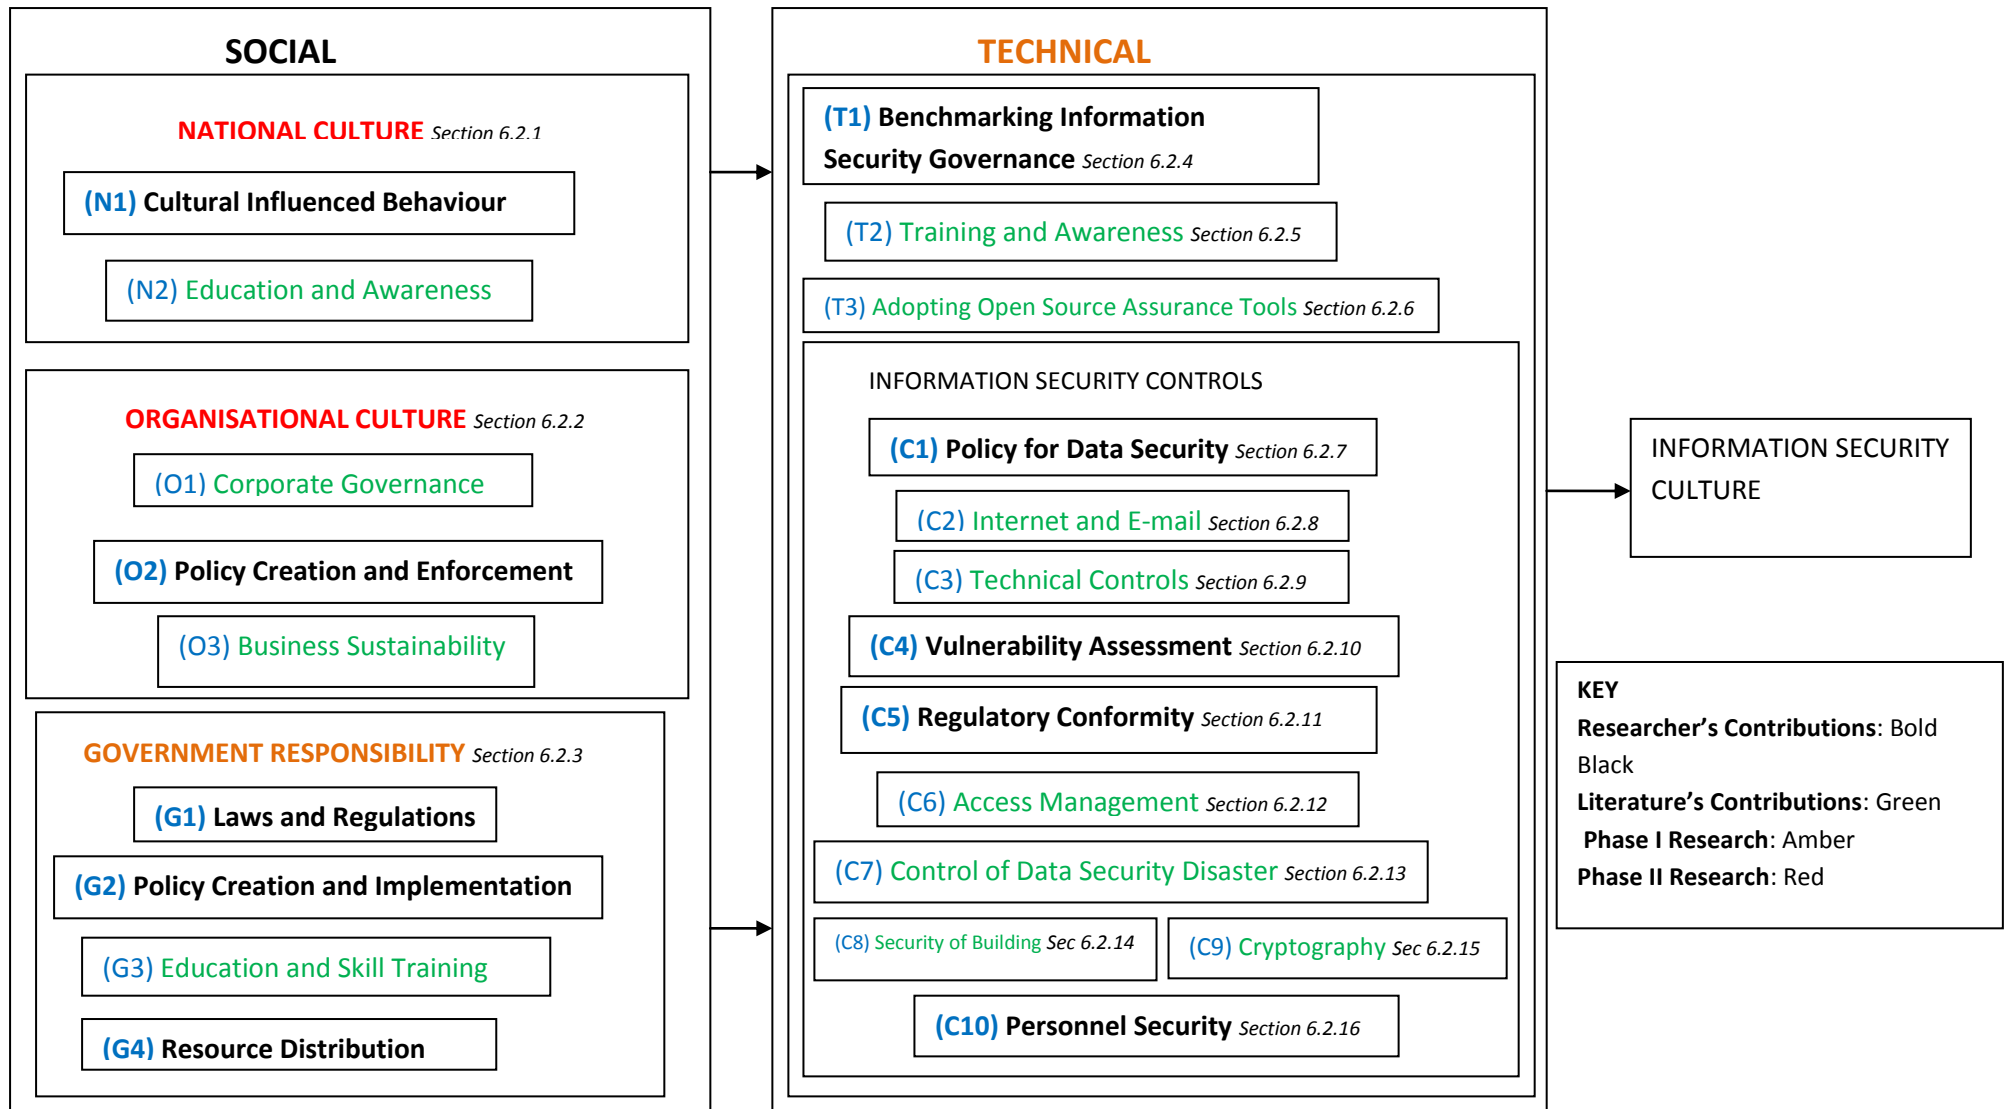 SOCIAL
NATIONAL CULTURE Section 6.2.1
(N1) Cultural Influenced Behaviour
(N2) Education and Awareness
ORGANISATIONAL CULTURE Section 6.2.2
(O1) Corporate Governance
(O2) Policy Creation and Enforcement
(O3) Business Sustainability
GOVERNMENT RESPONSIBILITY Section 6.2.3
(G1) Laws and Regulations
(G2) Policy Creation and Implementation
(G3) Education and Skill Training
(G4) Resource Distribution
TECHNICAL
(T1) Benchmarking Information
Security Governance Section 6.2.4
(T2) Training and Awareness Section 6.2.5
(T3) Adopting Open Source Assurance Tools Section 6.2.6
INFORMATION SECURITY CONTROLS
(C1) Policy for Data Security Section 6.2.7
(C2) Internet and E-mail Section 6.2.8
(C3) Technical Controls Section 6.2.9
(C4) Vulnerability Assessment Section 6.2.10
(C5) Regulatory Conformity Section 6.2.11
(C6) Access Management Section 6.2.12
(C7) Control of Data Security Disaster Section 6.2.13
(C8) Security of Building Sec 6.2.14
(C9) Cryptography Sec 6.2.15
(C10) Personnel Security Section 6.2.16
INFORMATION SECURITY
CULTURE
KEY
Researcher's Contributions: Bold
Black
Literature's Contributions: Green
Phase I Research: Amber
Phase II Research: Red